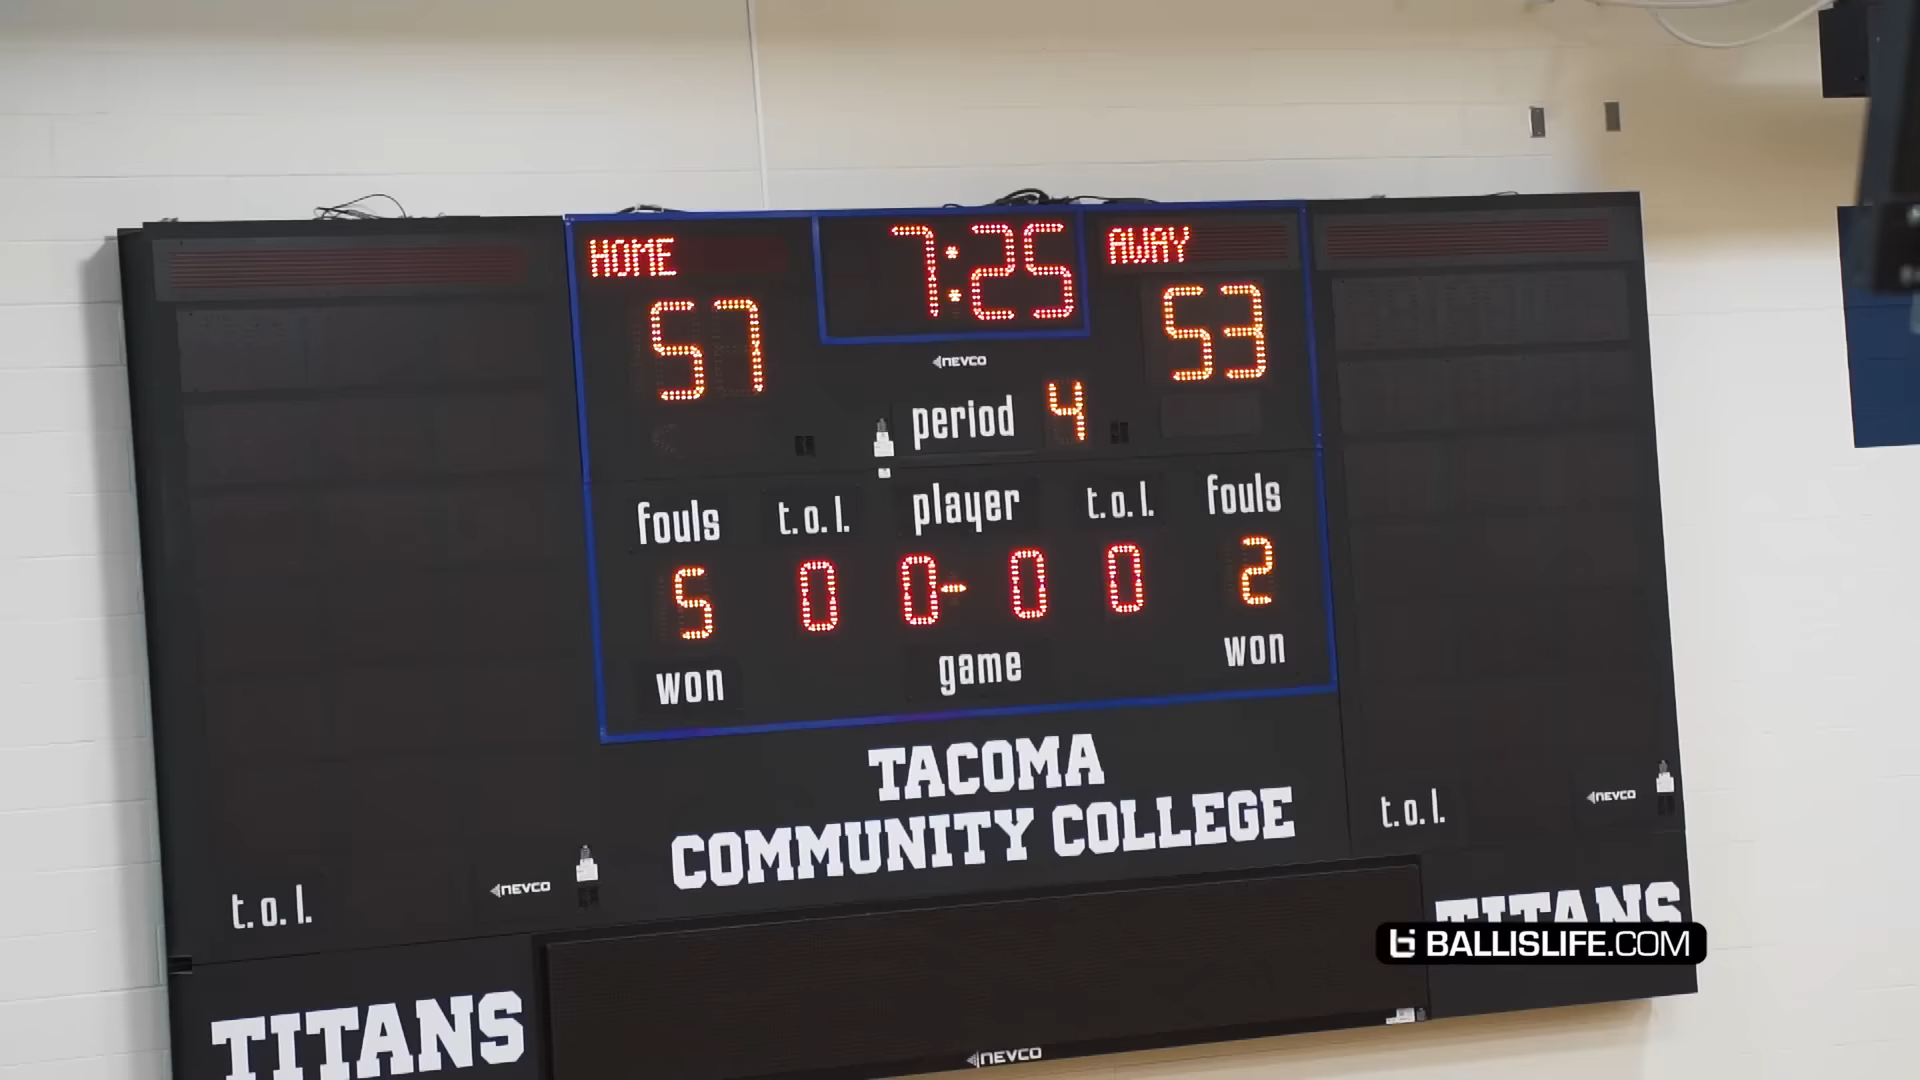 HOME 7:25 AWAY
57 53
NEVCO
period 4
fouls t.o.l. player t.o.l. fouls
5 0 0- 0 0 2
won game won
TACOMA
COMMUNITY COLLEGE
t.o.l. NEVCO
t.o.l. NEVCO
TITANS
BALLISLIFE.COM
TITANS
NEVCO